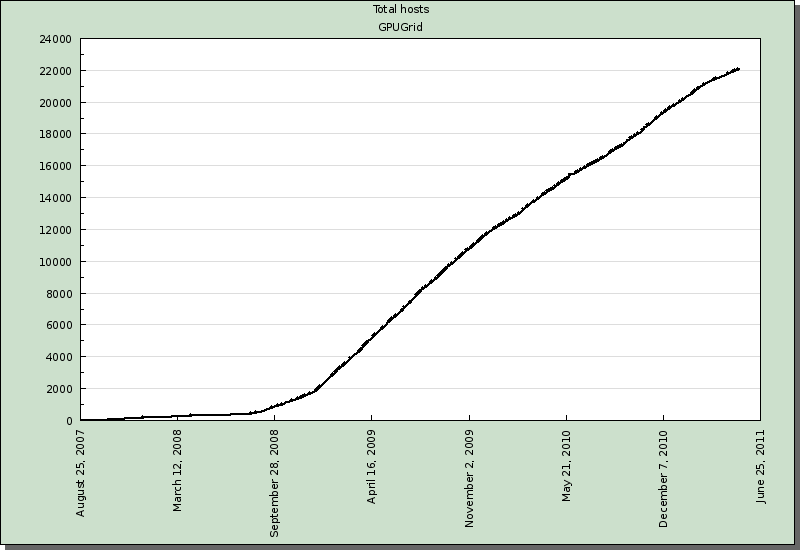 Total hosts
GPUGrid
24000
22000
20000
18000
16000
14000
12000
10000
8000
6000
4000
2000
0
August 25, 2007
March 12, 2008
September 28, 2008
April 16, 2009
November 2, 2009
May 21, 2010
December 7, 2010
June 25, 2011